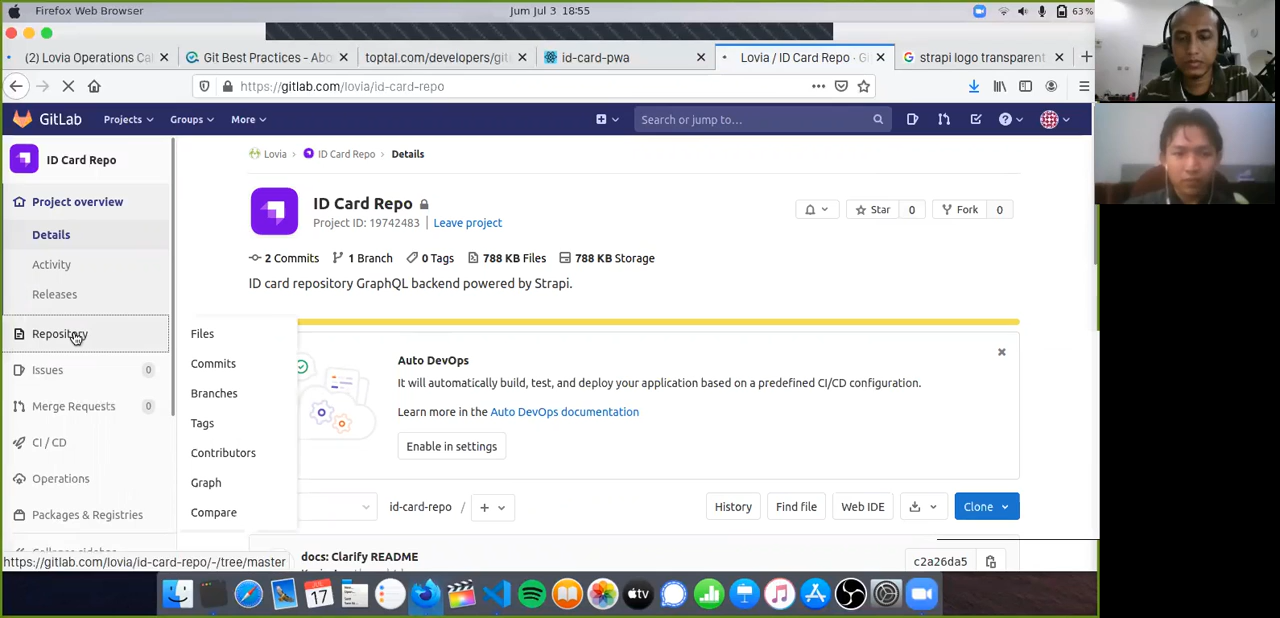 Firefox Web Browser
Jum Jul 3 18:55
63%
(2) Lovia Operations Ca
Git Best Practices - Abo
toptal.com/developers/git
id-card-pwa
Lovia / ID Card Repo · G
strapi logo transparent
https://gitlab.com/lovia/id-card-repo
GitLab
Projects
Groups
More
Search or jump to…
ID Card Repo
Lovia › ID Card Repo › Details
Project overview
Details
Activity
Releases
Repository
Issues 0
Merge Requests 0
CI / CD
Operations
Packages & Registries
Files
Commits
Branches
Tags
Contributors
Graph
Compare
ID Card Repo
Project ID: 19742483 | Leave project
Star 0
Fork 0
2 Commits 1 Branch 0 Tags 788 KB Files 788 KB Storage
ID card repository GraphQL backend powered by Strapi.
Auto DevOps
It will automatically build, test, and deploy your application based on a predefined CI/CD configuration.
Learn more in the Auto DevOps documentation
Enable in settings
id-card-repo / +
History
Find file
Web IDE
Clone
docs: Clarify README
c2a26da5
https://gitlab.com/lovia/id-card-repo/-/tree/master
17
tv